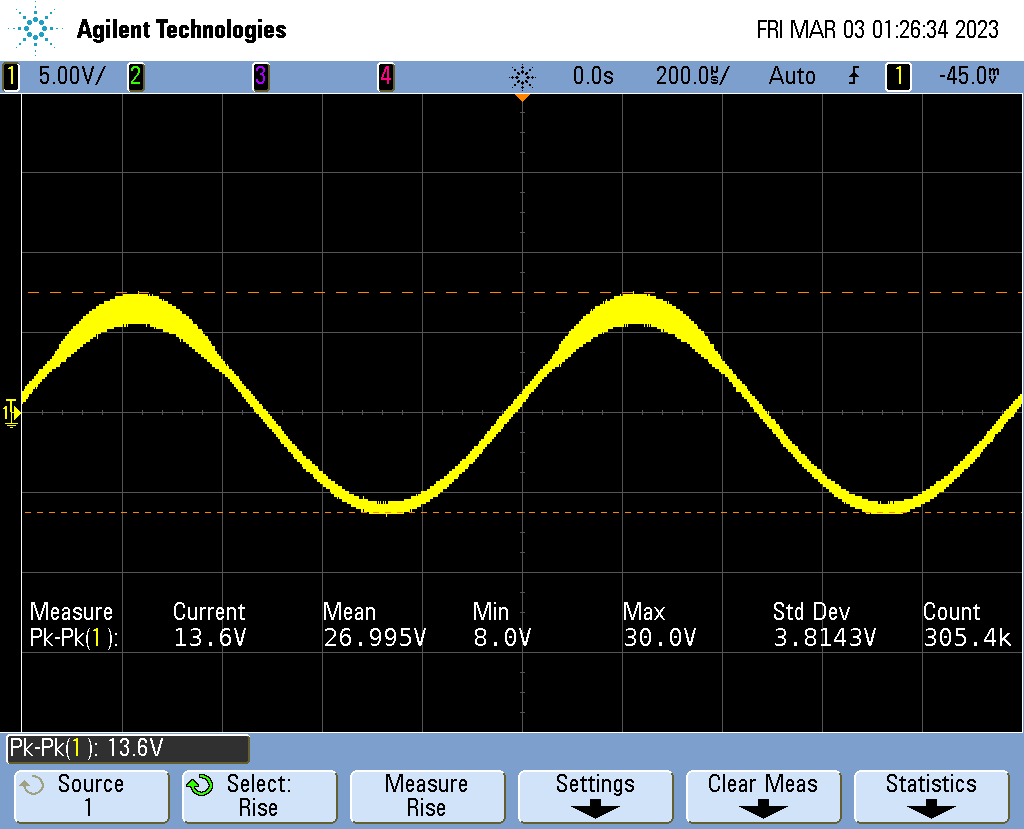 Agilent Technologies FRI MAR 03 01:26:34 2023
1 5.00V/ 2 3 4 0.0s 200.0µs/ Auto 1 -45.0mV
1
Measure Current Mean Min Max Std Dev Count
Pk-Pk(1): 13.6V 26.995V 8.0V 30.0V 3.8143V 305.4k
Pk-Pk(1): 13.6V
Source Select: Measure Settings Clear Meas Statistics
1 Rise Rise